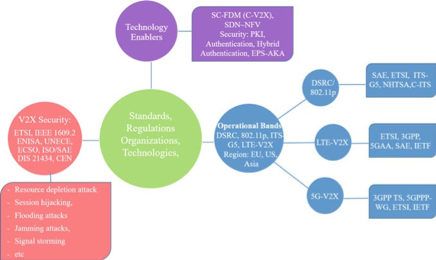 Technology
Enablers
SC-FDM (C-V2X),
SDN–NFV
Security: PKI,
Authentication, Hybrid
Authentication, EPS-AKA
V2X Security:
ETSI, IEEE 1609.2
ENISA, UNECE,
ECSO, ISO/SAE
DIS 21434, CEN
- Resource depletion attack
- Session hijacking,
- Flooding attacks
- Jamming attacks,
- Signal storming
- etc
Standards,
Regulations
Organizations,
Technologies,
Operational Bands
DSRC, 802.11p, ITS-
G5, LTE-V2X
Region: EU, US,
Asia
DSRC/
802.11p
SAE, ETSI, ITS-
G5, NHTSA,C-ITS
LTE-V2X
ETSI, 3GPP,
5GAA, SAE, IETF
5G-V2X
3GPP TS, 5GPPP-
WG, ETSI, IETF